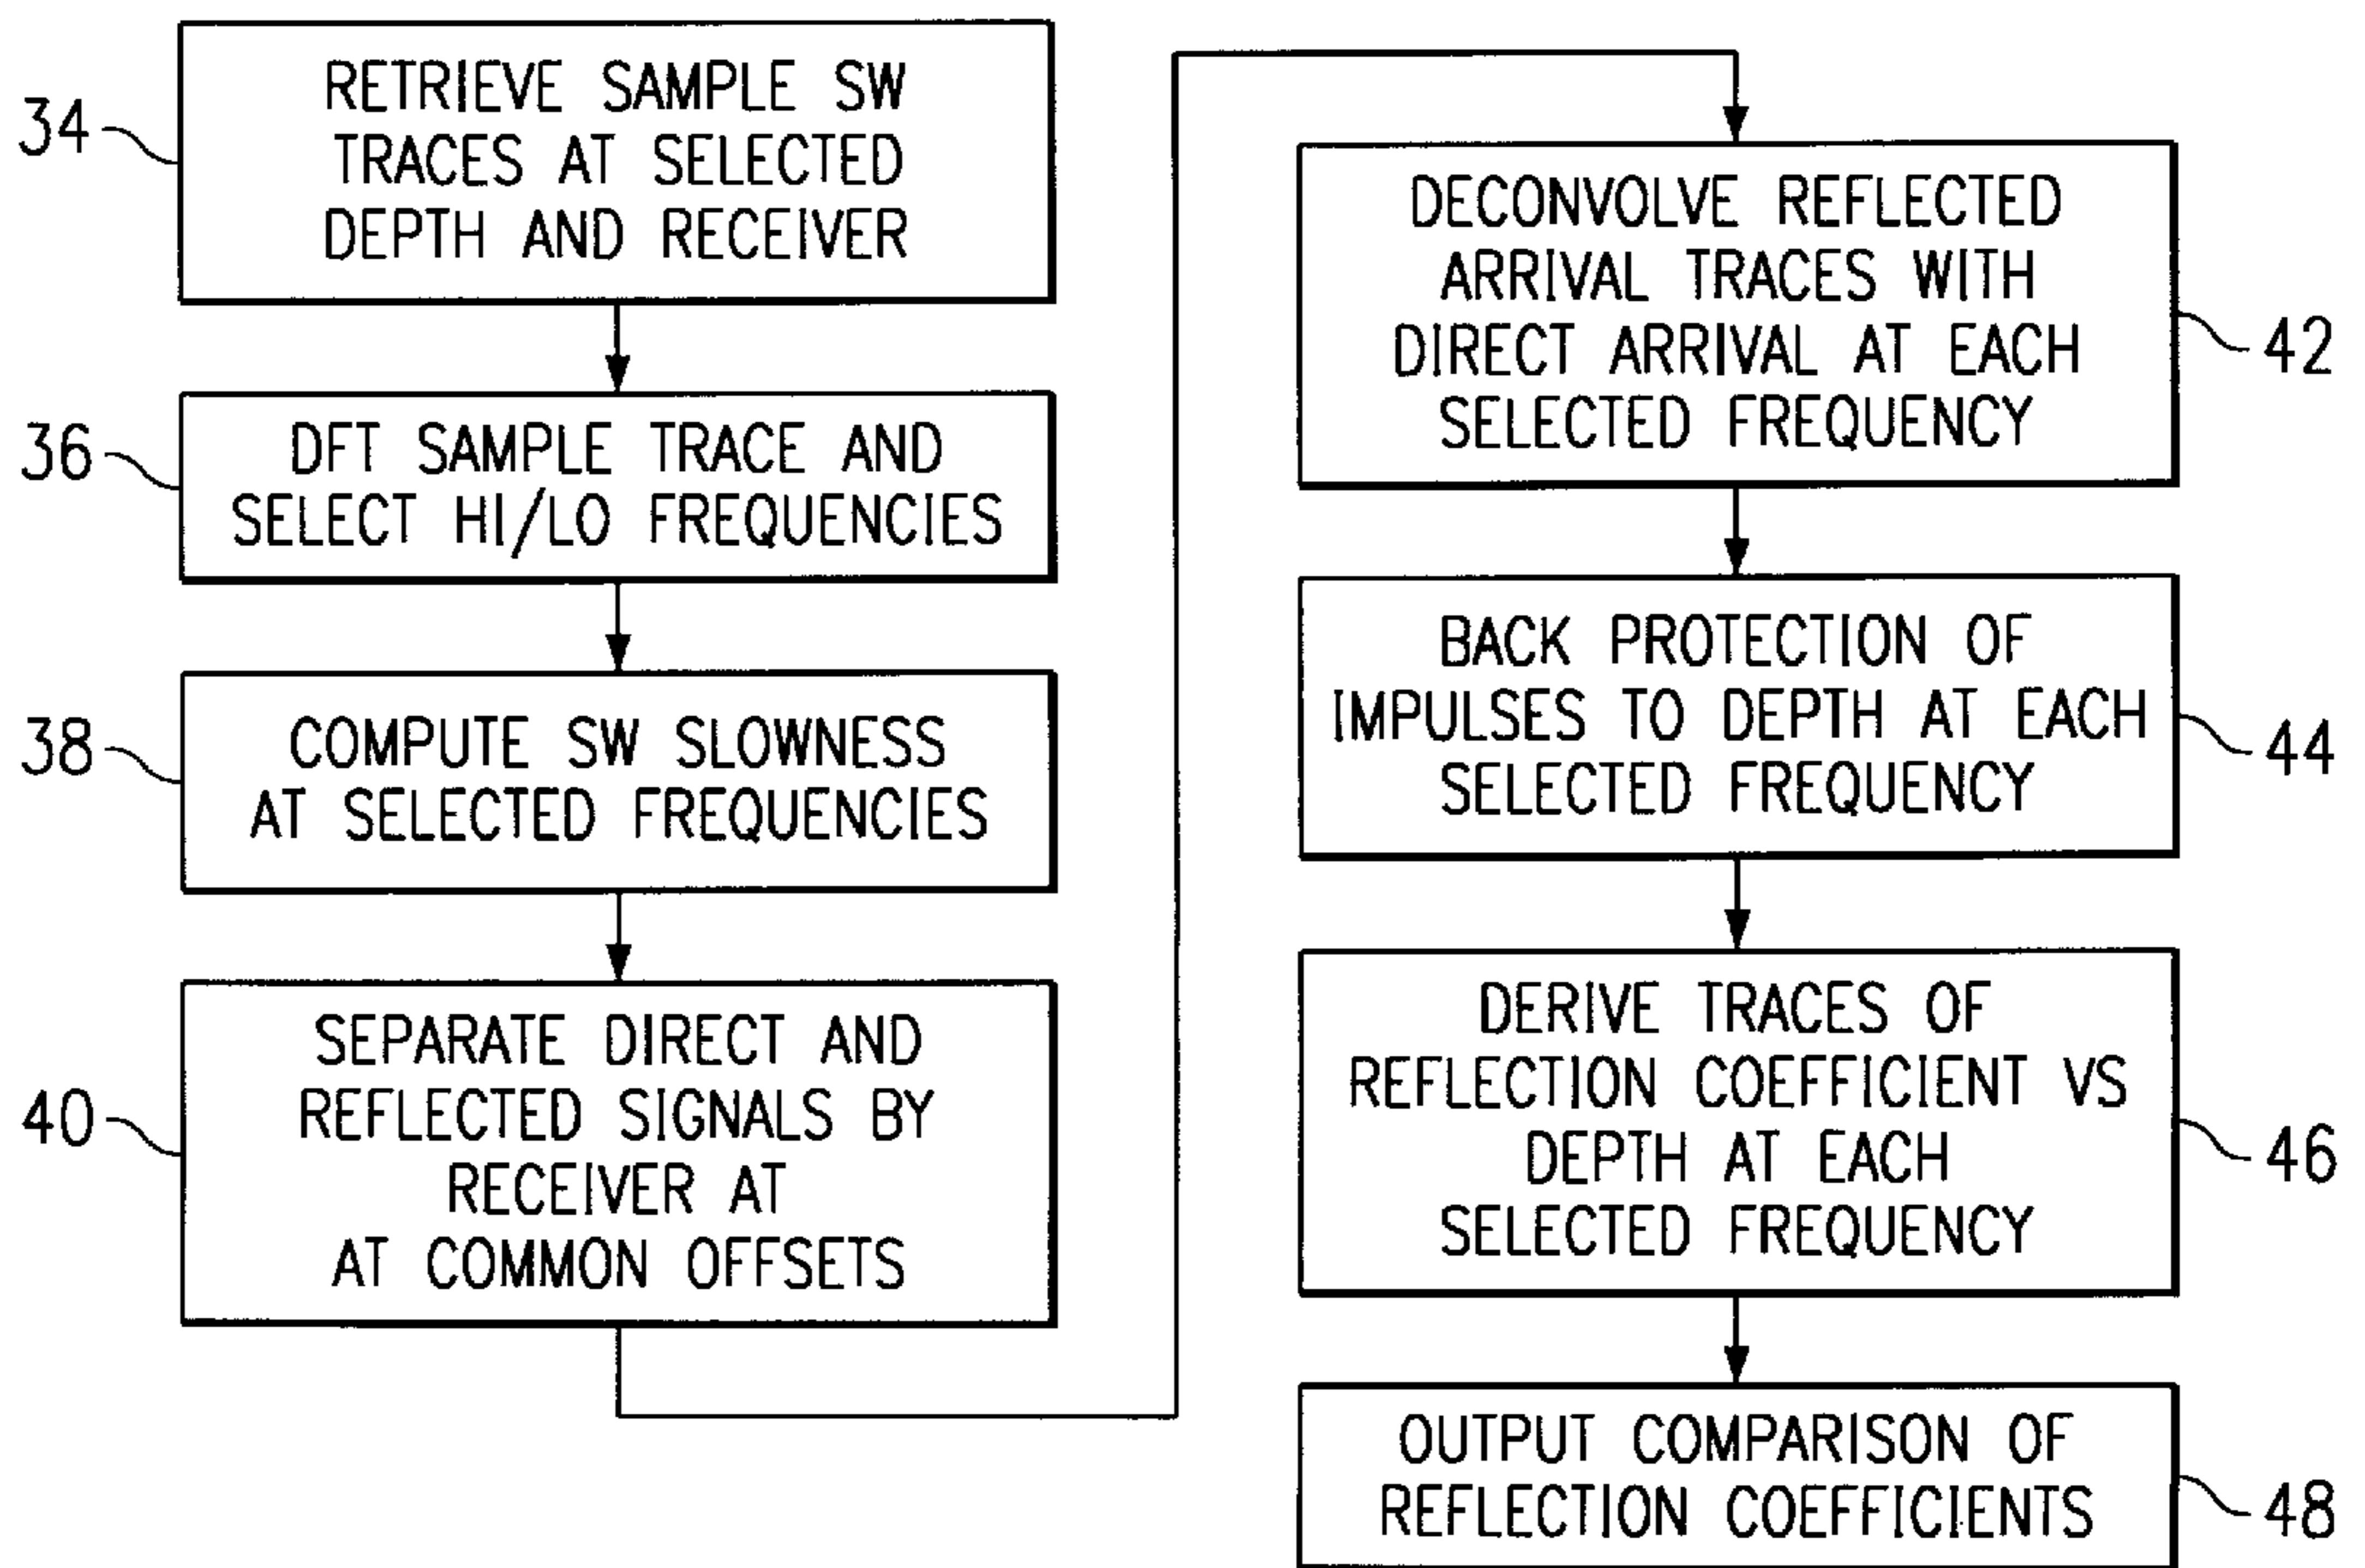 34
RETRIEVE SAMPLE SW
TRACES AT SELECTED
DEPTH AND RECEIVER
36
DFT SAMPLE TRACE AND
SELECT HI/LO FREQUENCIES
38
COMPUTE SW SLOWNESS
AT SELECTED FREQUENCIES
40
SEPARATE DIRECT AND
REFLECTED SIGNALS BY
RECEIVER AT
AT COMMON OFFSETS
DECONVOLVE REFLECTED
ARRIVAL TRACES WITH
DIRECT ARRIVAL AT EACH
SELECTED FREQUENCY
42
BACK PROTECTION OF
IMPULSES TO DEPTH AT EACH
SELECTED FREQUENCY
44
DERIVE TRACES OF
REFLECTION COEFFICIENT VS
DEPTH AT EACH
SELECTED FREQUENCY
46
OUTPUT COMPARISON OF
REFLECTION COEFFICIENTS
48